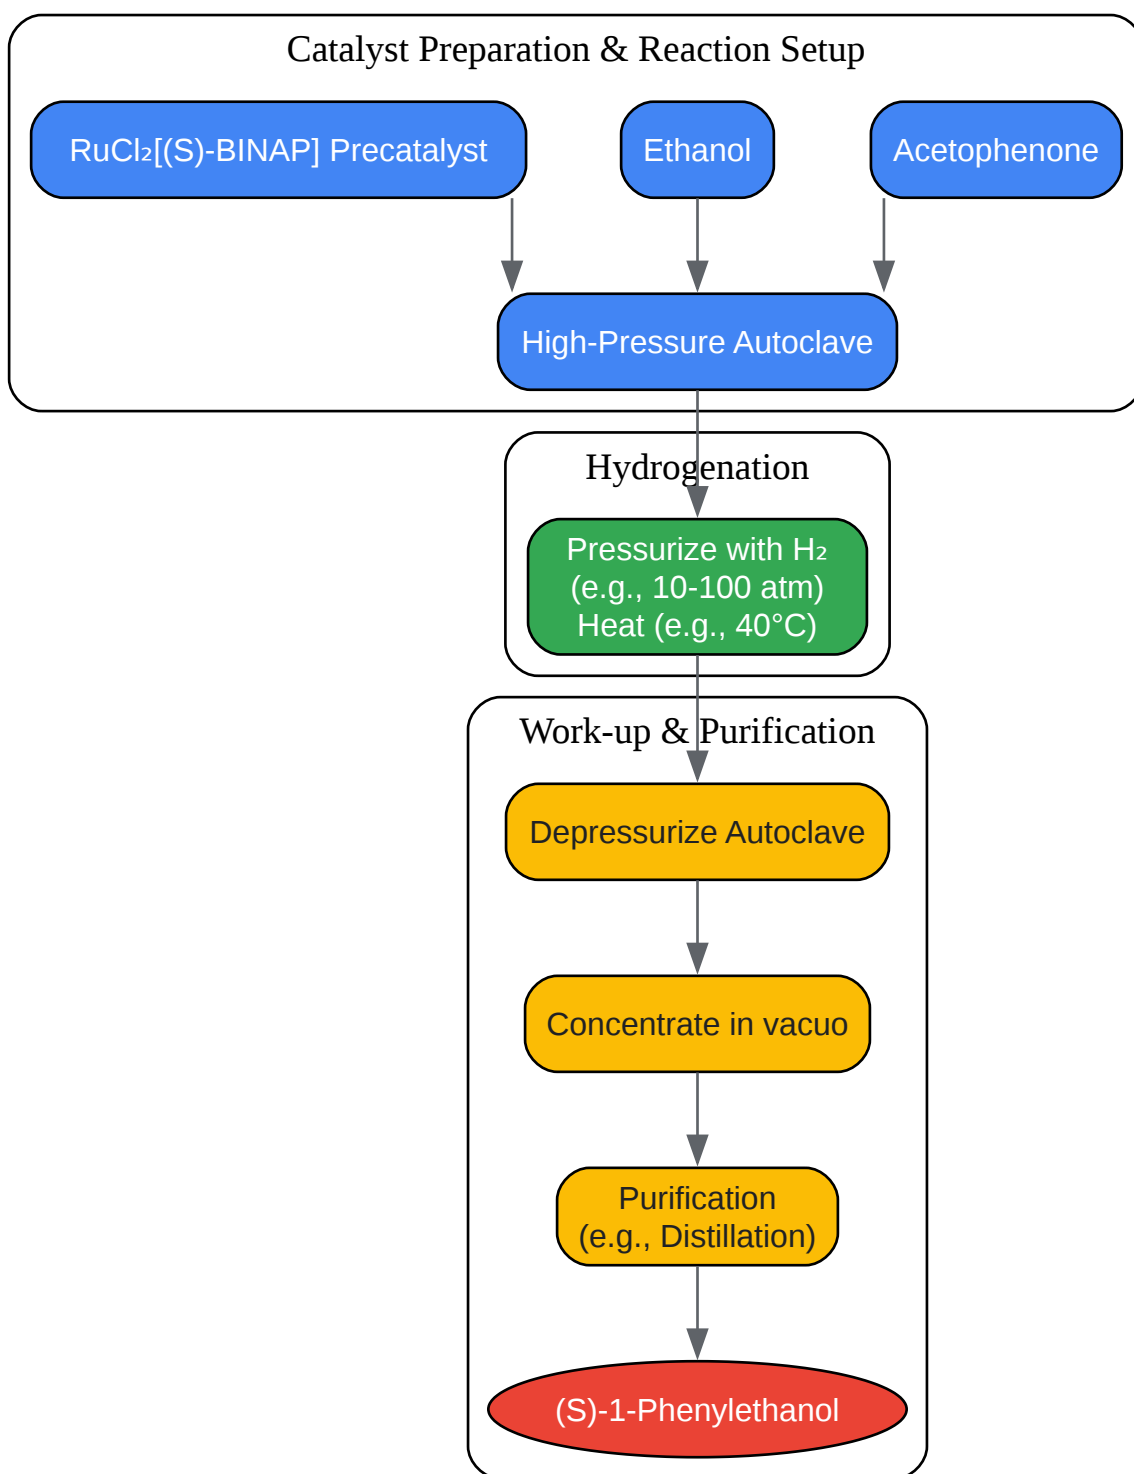 Catalyst Preparation & Reaction Setup
RuCl₂[(S)-BINAP] Precatalyst
Ethanol
Acetophenone
High-Pressure Autoclave
Hydrogenation
Pressurize with H₂
(e.g., 10-100 atm)
Heat (e.g., 40°C)
Work-up & Purification
Depressurize Autoclave
Concentrate in vacuo
Purification
(e.g., Distillation)
(S)-1-Phenylethanol